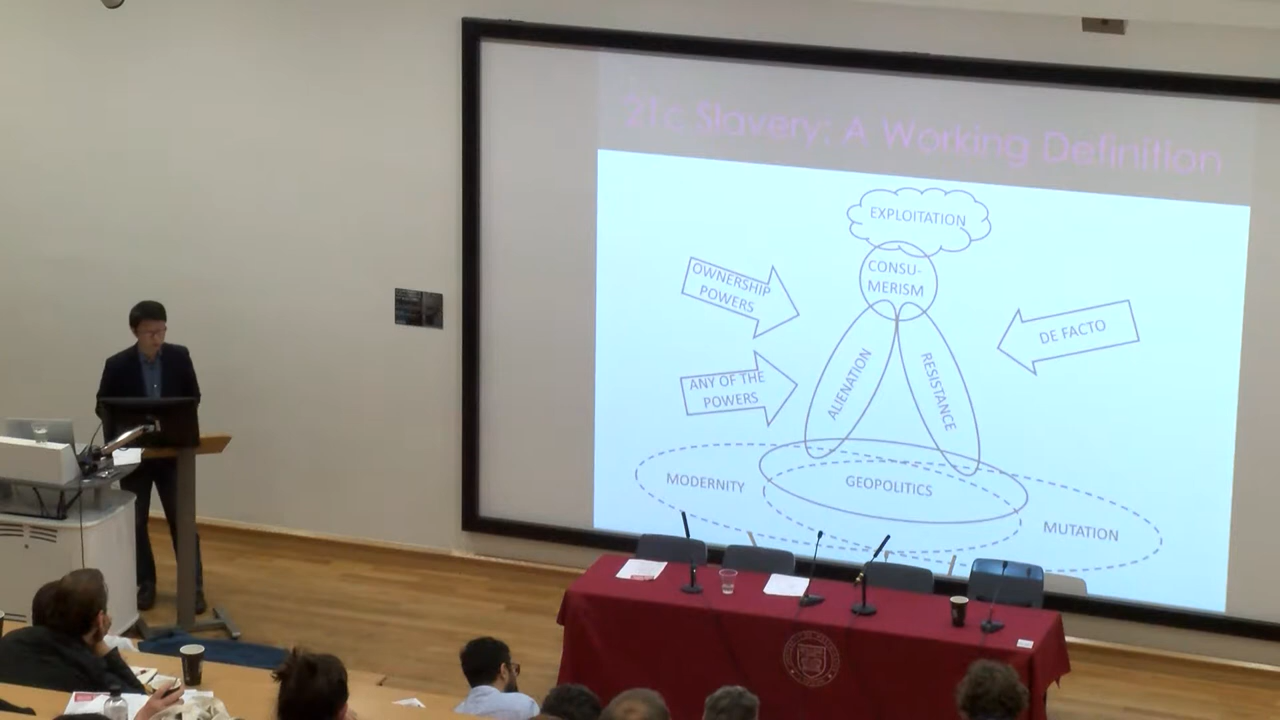 21c Slavery: A Working Definition
EXPLOITATION
CONSU-
MERISM
OWNERSHIP
POWERS
DE FACTO
ANY OF THE
POWERS
ALIENATION
RESISTANCE
MODERNITY
GEOPOLITICS
MUTATION